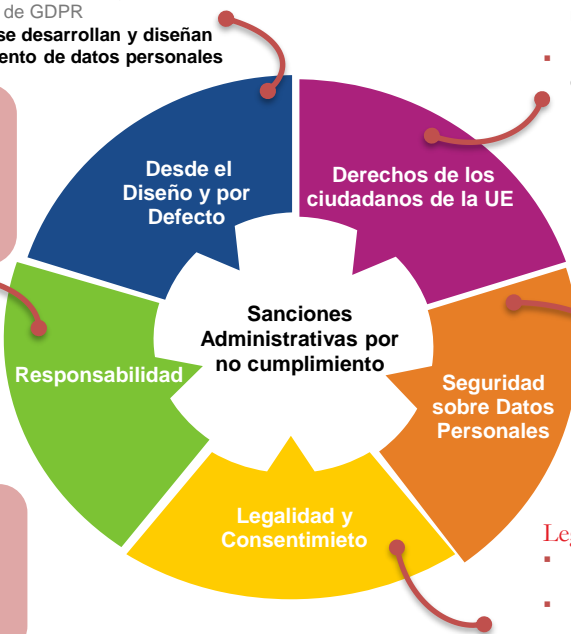 de GDPR
se desarrollan y diseñan
de datos personales
Desde el
Diseño y por
Defecto
Derechos de los
ciudadanos de la UE
Sanciones
Administrativas por
no cumplimiento
Responsabilidad
Seguridad
sobre Datos
Personales
Legalidad y
Consentimieto